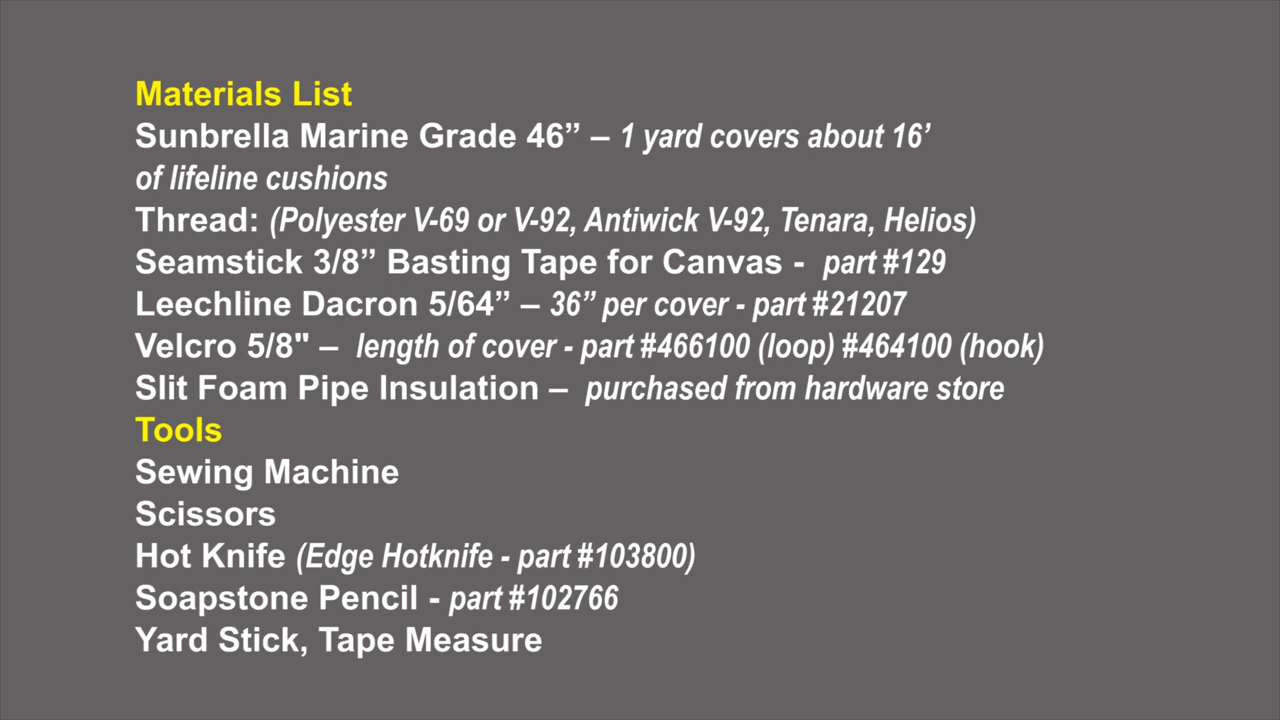 Materials List
Sunbrella Marine Grade 46” – 1 yard covers about 16’
of lifeline cushions
Thread: (Polyester V-69 or V-92, Antiwick V-92, Tenara, Helios)
Seamstick 3/8” Basting Tape for Canvas - part #129
Leechline Dacron 5/64” – 36” per cover - part #21207
Velcro 5/8" – length of cover - part #466100 (loop) #464100 (hook)
Slit Foam Pipe Insulation – purchased from hardware store
Tools
Sewing Machine
Scissors
Hot Knife (Edge Hotknife - part #103800)
Soapstone Pencil - part #102766
Yard Stick, Tape Measure